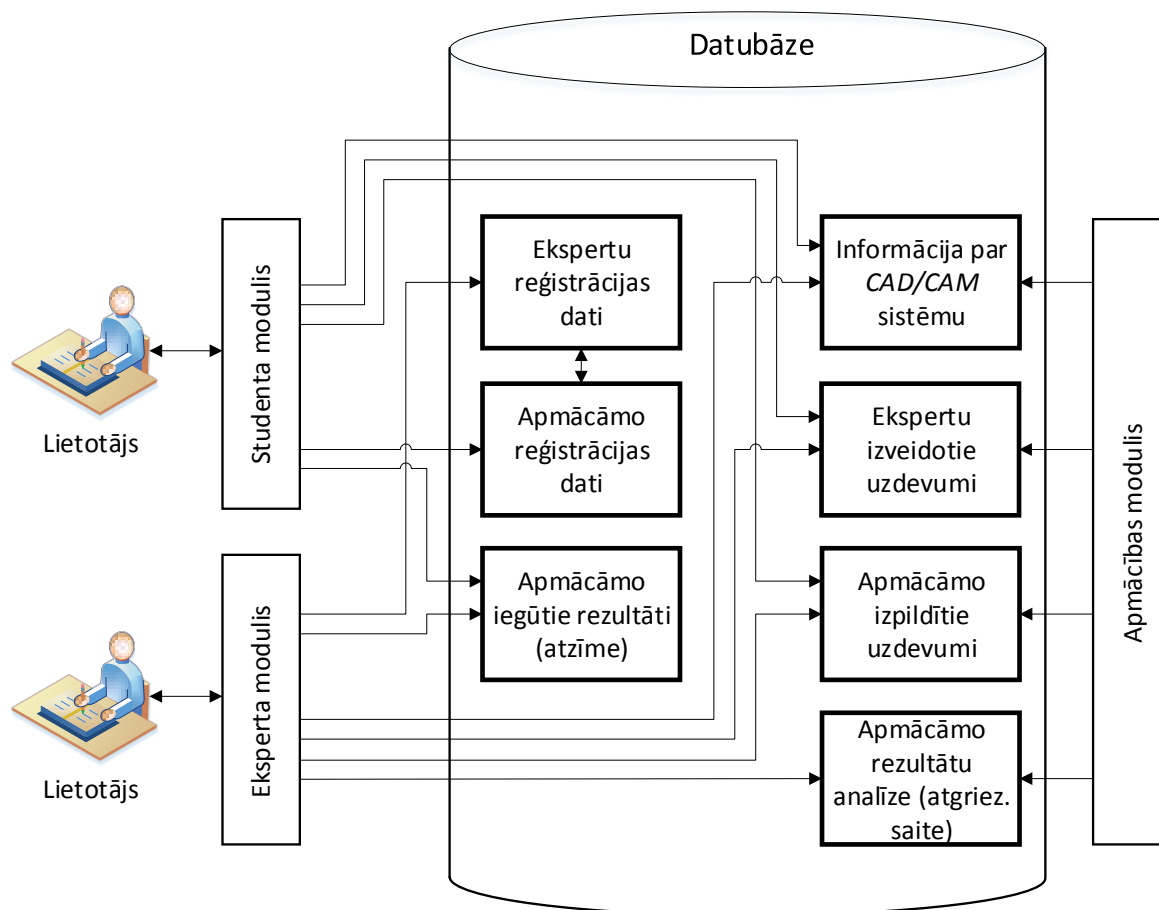 Datubāze
Studenta modulis
Lietotājs
Eksperta modulis
Lietotājs
Ekspertu
reģistrācijas
dati
Apmācāmo
reģistrācijas
dati
Apmācāmo
iegūtie rezultāti
(atzīme)
Informācija par
CAD/CAM
sistēmu
Ekspertu
izveidotie
uzdevumi
Apmācāmo
izpildītie
uzdevumi
Apmācāmo
rezultātu
analīze (atgriez.
saite)
Apmācības modulis